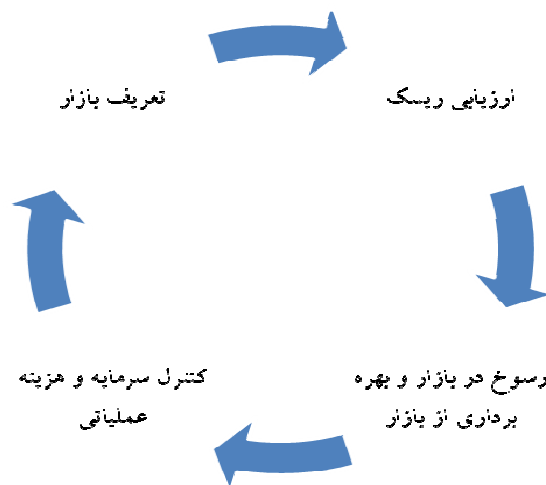 ارزیابی ریسک
تعریف بازار
رسوخ در بازار و بهره
برداری از بازار
کنترل سرمایه و هزینه
عملیاتی